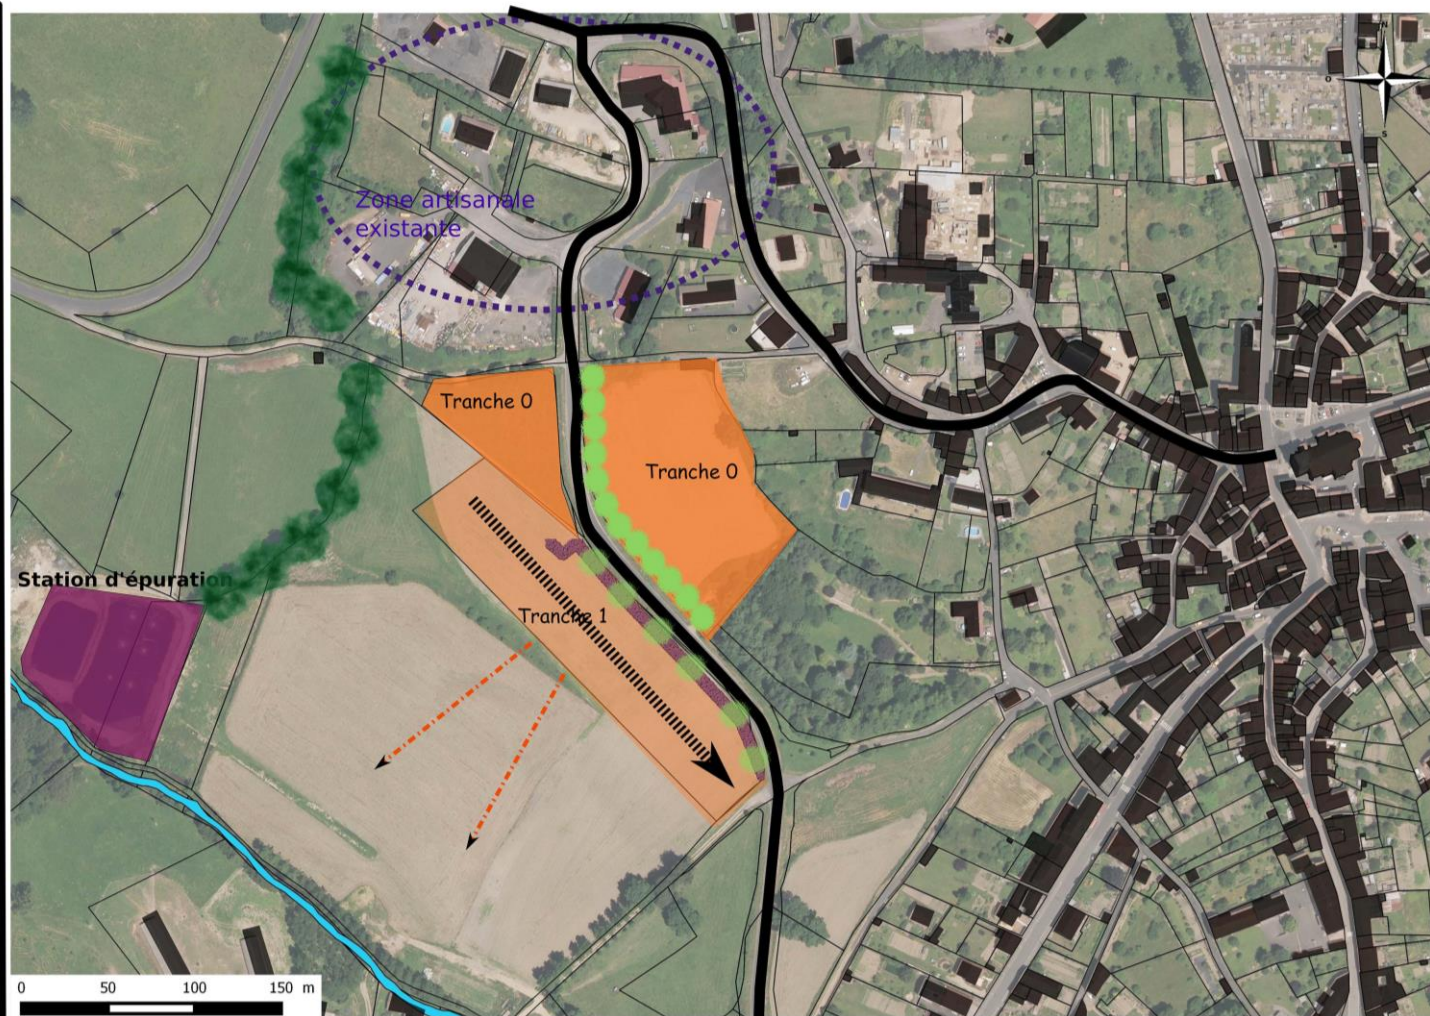 N
O
S
Zone artisanale
existante
Tranche 0
Tranche 0
Station d'épuration
Tranche 1
0 50 100 150 m